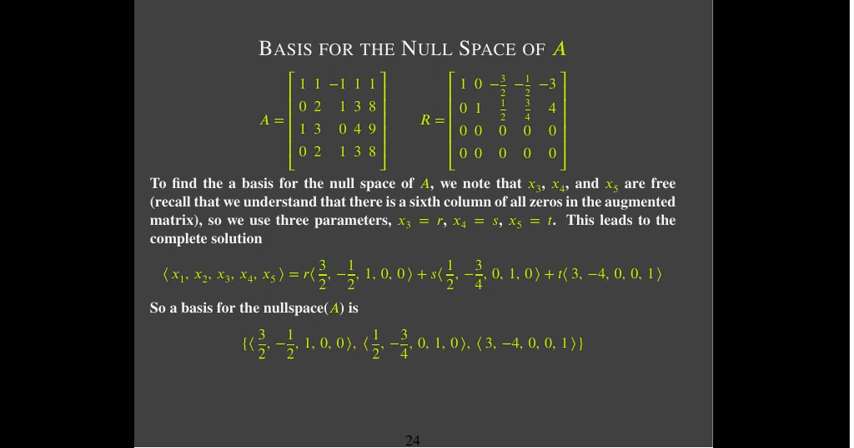 BASIS FOR THE NULL SPACE OF A
A = [ 1 1 −1 1 1 ; 0 2 1 3 8 ; 1 3 0 4 9 ; 0 2 1 3 8 ] R = [ 1 0 −3/2 −1/2 −3 ; 0 1 1/2 3/4 4 ; 0 0 0 0 0 ; 0 0 0 0 0 ]
To find the a basis for the null space of A, we note that x₃, x₄, and x₅ are free
(recall that we understand that there is a sixth column of all zeros in the augmented
matrix), so we use three parameters, x₃ = r, x₄ = s, x₅ = t. This leads to the
complete solution
⟨ x₁, x₂, x₃, x₄, x₅ ⟩ = r⟨ 3/2, −1/2, 1, 0, 0 ⟩ + s⟨ 1/2, −3/4, 0, 1, 0 ⟩ + t⟨ 3, −4, 0, 0, 1 ⟩
So a basis for the nullspace(A) is
{⟨ 3/2, −1/2, 1, 0, 0 ⟩, ⟨ 1/2, −3/4, 0, 1, 0 ⟩, ⟨ 3, −4, 0, 0, 1 ⟩}
24